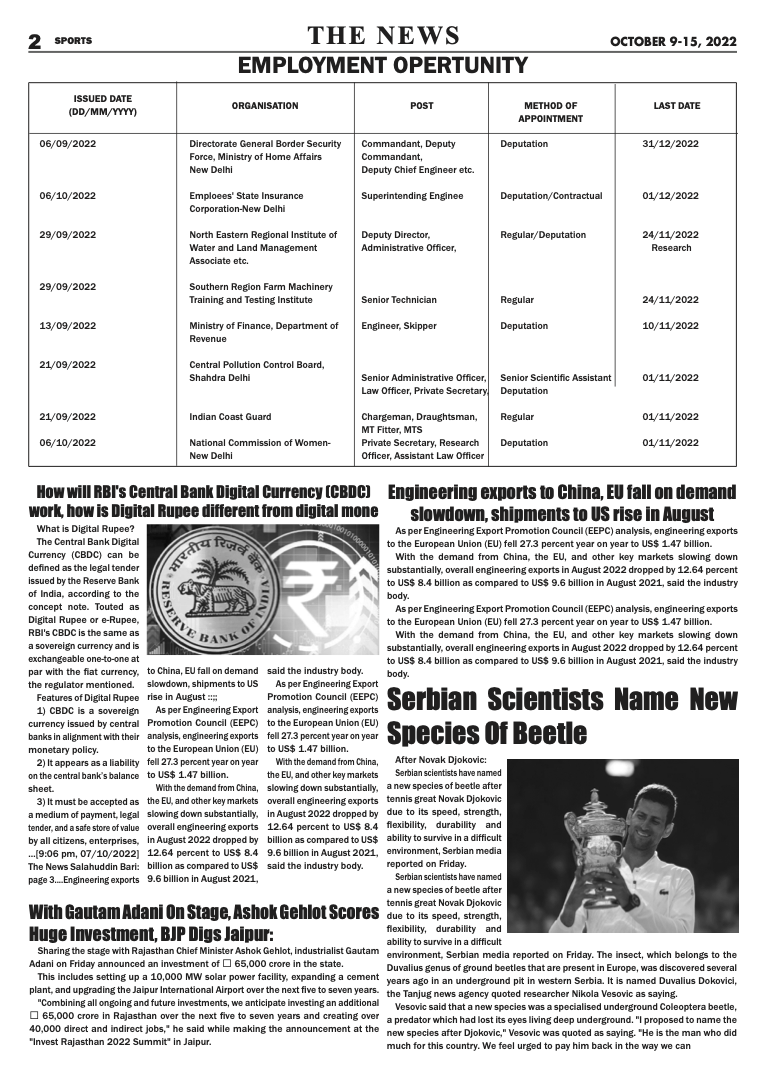 2 SPORTS
THE NEWS
OCTOBER 9-15, 2022
EMPLOYMENT OPERTUNITY
ISSUED DATE
(DD/MM/YYYY)
ORGANISATION
POST
METHOD OF
APPOINTMENT
LAST DATE
06/09/2022 Directorate General Border Security Commandant, Deputy Deputation 31/12/2022
Force, Ministry of Home Affairs Commandant,
New Delhi Deputy Chief Engineer etc.
06/10/2022 Emploees' State Insurance Superintending Enginee Deputation/Contractual 01/12/2022
Corporation-New Delhi
29/09/2022 North Eastern Regional Institute of Deputy Director, Regular/Deputation 24/11/2022
Water and Land Management Administrative Officer, Research
Associate etc.
29/09/2022 Southern Region Farm Machinery
Training and Testing Institute Senior Technician Regular 24/11/2022
13/09/2022 Ministry of Finance, Department of Engineer, Skipper Deputation 10/11/2022
Revenue
21/09/2022 Central Pollution Control Board,
Shahdra Delhi Senior Administrative Officer, Senior Scientific Assistant 01/11/2022
Law Officer, Private Secretary, Deputation
21/09/2022 Indian Coast Guard Chargeman, Draughtsman, Regular 01/11/2022
MT Fitter, MTS
06/10/2022 National Commission of Women- Private Secretary, Research Deputation 01/11/2022
New Delhi Officer, Assistant Law Officer
How will RBI's Central Bank Digital Currency (CBDC)
work, how is Digital Rupee different from digital mone
What is Digital Rupee?
The Central Bank Digital
Currency (CBDC) can be
defined as the legal tender
issued by the Reserve Bank
of India, according to the
concept note. Touted as
Digital Rupee or e-Rupee,
RBI's CBDC is the same as
a sovereign currency and is
exchangeable one-to-one at
par with the fiat currency,
the regulator mentioned.
Features of Digital Rupee
1) CBDC is a sovereign
currency issued by central
banks in alignment with their
monetary policy.
2) It appears as a liability
on the central bank's balance
sheet.
3) It must be accepted as
a medium of payment, legal
tender, and a safe store of value
by all citizens, enterprises,
...[9:06 pm, 07/10/2022]
The News Salahuddin Bari:
page 3....Engineering exports
भारतीय रिज़र्व बैंक
RESERVE BANK OF INDIA
to China, EU fall on demand
slowdown, shipments to US
rise in August ::;;
As per Engineering Export
Promotion Council (EEPC)
analysis, engineering exports
to the European Union (EU)
fell 27.3 percent year on year
to US$ 1.47 billion.
With the demand from China,
the EU, and other key markets
slowing down substantially,
overall engineering exports
in August 2022 dropped by
12.64 percent to US$ 8.4
billion as compared to US$
9.6 billion in August 2021,
said the industry body.
As per Engineering Export
Promotion Council (EEPC)
analysis, engineering exports
to the European Union (EU)
fell 27.3 percent year on year
to US$ 1.47 billion.
With the demand from China,
the EU, and other key markets
slowing down substantially,
overall engineering exports
in August 2022 dropped by
12.64 percent to US$ 8.4
billion as compared to US$
9.6 billion in August 2021,
said the industry body.
With Gautam Adani On Stage, Ashok Gehlot Scores
Huge Investment, BJP Digs Jaipur:
Sharing the stage with Rajasthan Chief Minister Ashok Gehlot, industrialist Gautam
Adani on Friday announced an investment of □ 65,000 crore in the state.
This includes setting up a 10,000 MW solar power facility, expanding a cement
plant, and upgrading the Jaipur International Airport over the next five to seven years.
"Combining all ongoing and future investments, we anticipate investing an additional
□ 65,000 crore in Rajasthan over the next five to seven years and creating over
40,000 direct and indirect jobs," he said while making the announcement at the
"Invest Rajasthan 2022 Summit" in Jaipur.
Engineering exports to China, EU fall on demand
slowdown, shipments to US rise in August
As per Engineering Export Promotion Council (EEPC) analysis, engineering exports
to the European Union (EU) fell 27.3 percent year on year to US$ 1.47 billion.
With the demand from China, the EU, and other key markets slowing down
substantially, overall engineering exports in August 2022 dropped by 12.64 percent
to US$ 8.4 billion as compared to US$ 9.6 billion in August 2021, said the industry
body.
As per Engineering Export Promotion Council (EEPC) analysis, engineering exports
to the European Union (EU) fell 27.3 percent year on year to US$ 1.47 billion.
With the demand from China, the EU, and other key markets slowing down
substantially, overall engineering exports in August 2022 dropped by 12.64 percent
to US$ 8.4 billion as compared to US$ 9.6 billion in August 2021, said the industry
body.
Serbian Scientists Name New
Species Of Beetle
After Novak Djokovic:
Serbian scientists have named
a new species of beetle after
tennis great Novak Djokovic
due to its speed, strength,
flexibility, durability and
ability to survive in a difficult
environment, Serbian media
reported on Friday.
Serbian scientists have named
a new species of beetle after
tennis great Novak Djokovic
due to its speed, strength,
flexibility, durability and
ability to survive in a difficult
environment, Serbian media reported on Friday. The insect, which belongs to the
Duvalius genus of ground beetles that are present in Europe, was discovered several
years ago in an underground pit in western Serbia. It is named Duvalius Dokovici,
the Tanjug news agency quoted researcher Nikola Vesovic as saying.
Vesovic said that a new species was a specialised underground Coleoptera beetle,
a predator which had lost its eyes living deep underground. "I proposed to name the
new species after Djokovic," Vesovic was quoted as saying. "He is the man who did
much for this country. We feel urged to pay him back in the way we can